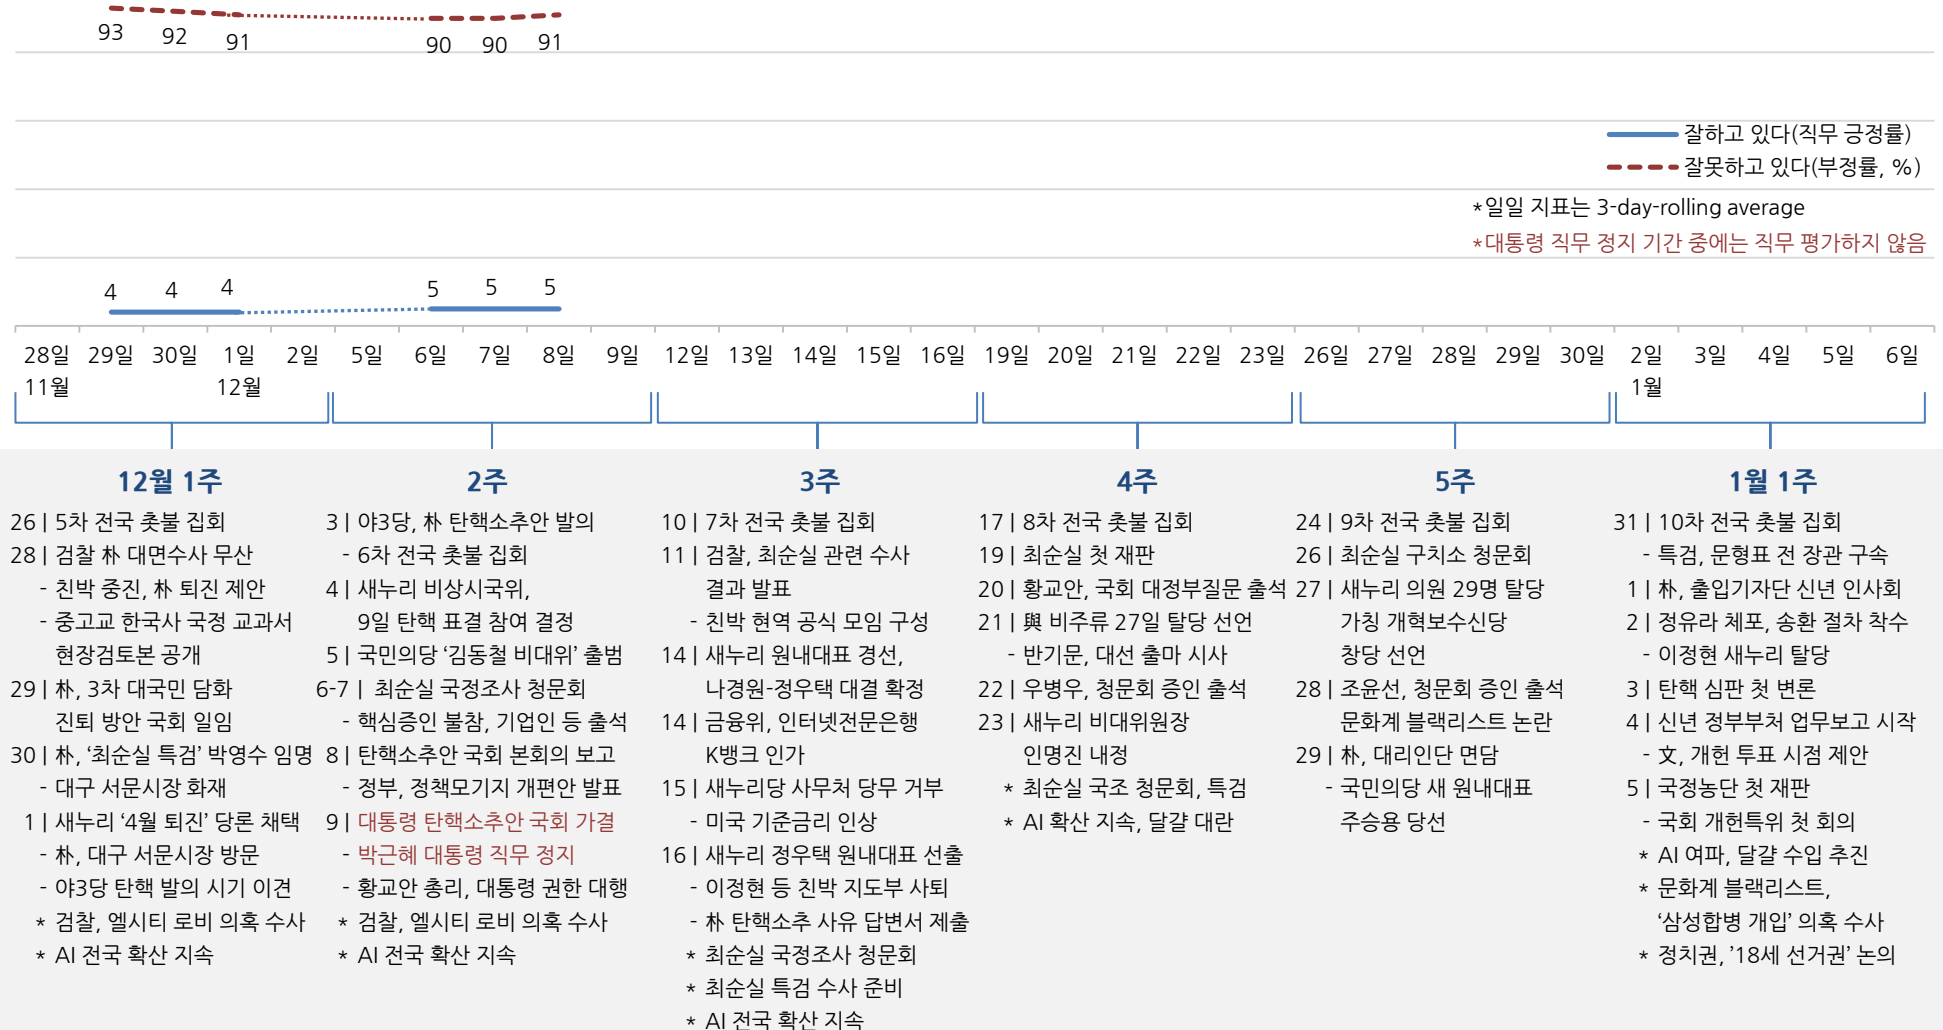 93
92
91
90
90
91
잘하고 있다(직무 긍정률)
잘못하고 있다(부정률, %)
*일일 지표는 3-day-rolling average
*대통령 직무 정지 기간 중에는 직무 평가하지 않음
4
4
4
5
5
5
28일 29일 30일 1일 2일 5일 6일 7일 8일 9일 12일 13일 14일 15일 16일 19일 20일 21일 22일 23일 26일 27일 28일 29일 30일 2일 3일 4일 5일 6일
11월 12월 1월
12월 1주
26 | 5차 전국 촛불 집회
28 | 검찰 朴 대면수사 무산
- 친박 중진, 朴 퇴진 제안
- 중고교 한국사 국정 교과서
현장검토본 공개
29 | 朴, 3차 대국민 담화
진퇴 방안 국회 일임
30 | 朴, ‘최순실 특검’ 박영수 임명
- 대구 서문시장 화재
1 | 새누리 ‘4월 퇴진’ 당론 채택
- 朴, 대구 서문시장 방문
- 야3당 탄핵 발의 시기 이견
* 검찰, 엘시티 로비 의혹 수사
* AI 전국 확산 지속
2주
3 | 야3당, 朴 탄핵소추안 발의
- 6차 전국 촛불 집회
4 | 새누리 비상시국위,
9일 탄핵 표결 참여 결정
5 | 국민의당 ‘김동철 비대위’ 출범
6-7 | 최순실 국정조사 청문회
- 핵심증인 불참, 기업인 등 출석
8 | 탄핵소추안 국회 본회의 보고
- 정부, 정책모기지 개편안 발표
9 | 대통령 탄핵소추안 국회 가결
- 박근혜 대통령 직무 정지
- 황교안 총리, 대통령 권한 대행
* 검찰, 엘시티 로비 의혹 수사
* AI 전국 확산 지속
3주
10 | 7차 전국 촛불 집회
11 | 검찰, 최순실 관련 수사
결과 발표
- 친박 현역 공식 모임 구성
14 | 새누리 원내대표 경선,
나경원-정우택 대결 확정
14 | 금융위, 인터넷전문은행
K뱅크 인가
15 | 새누리당 사무처 당무 거부
- 미국 기준금리 인상
16 | 새누리 정우택 원내대표 선출
- 이정현 등 친박 지도부 사퇴
- 朴 탄핵소추 사유 답변서 제출
* 최순실 국정조사 청문회
* 최순실 특검 수사 준비
* AI 전국 확산 지속
4주
17 | 8차 전국 촛불 집회
19 | 최순실 첫 재판
20 | 황교안, 국회 대정부질문 출석
21 | 與 비주류 27일 탈당 선언
- 반기문, 대선 출마 시사
22 | 우병우, 청문회 증인 출석
23 | 새누리 비대위원장
인명진 내정
* 최순실 국조 청문회, 특검
* AI 확산 지속, 달걀 대란
5주
24 | 9차 전국 촛불 집회
26 | 최순실 구치소 청문회
27 | 새누리 의원 29명 탈당
가칭 개혁보수신당
창당 선언
28 | 조윤선, 청문회 증인 출석
문화계 블랙리스트 논란
29 | 朴, 대리인단 면담
- 국민의당 새 원내대표
주승용 당선
1월 1주
31 | 10차 전국 촛불 집회
- 특검, 문형표 전 장관 구속
1 | 朴, 출입기자단 신년 인사회
2 | 정유라 체포, 송환 절차 착수
- 이정현 새누리 탈당
3 | 탄핵 심판 첫 변론
4 | 신년 정부부처 업무보고 시작
- 文, 개헌 투표 시점 제안
5 | 국정농단 첫 재판
- 국회 개헌특위 첫 회의
* AI 여파, 달걀 수입 추진
* 문화계 블랙리스트,
‘삼성합병 개입’ 의혹 수사
* 정치권, ’18세 선거권’ 논의